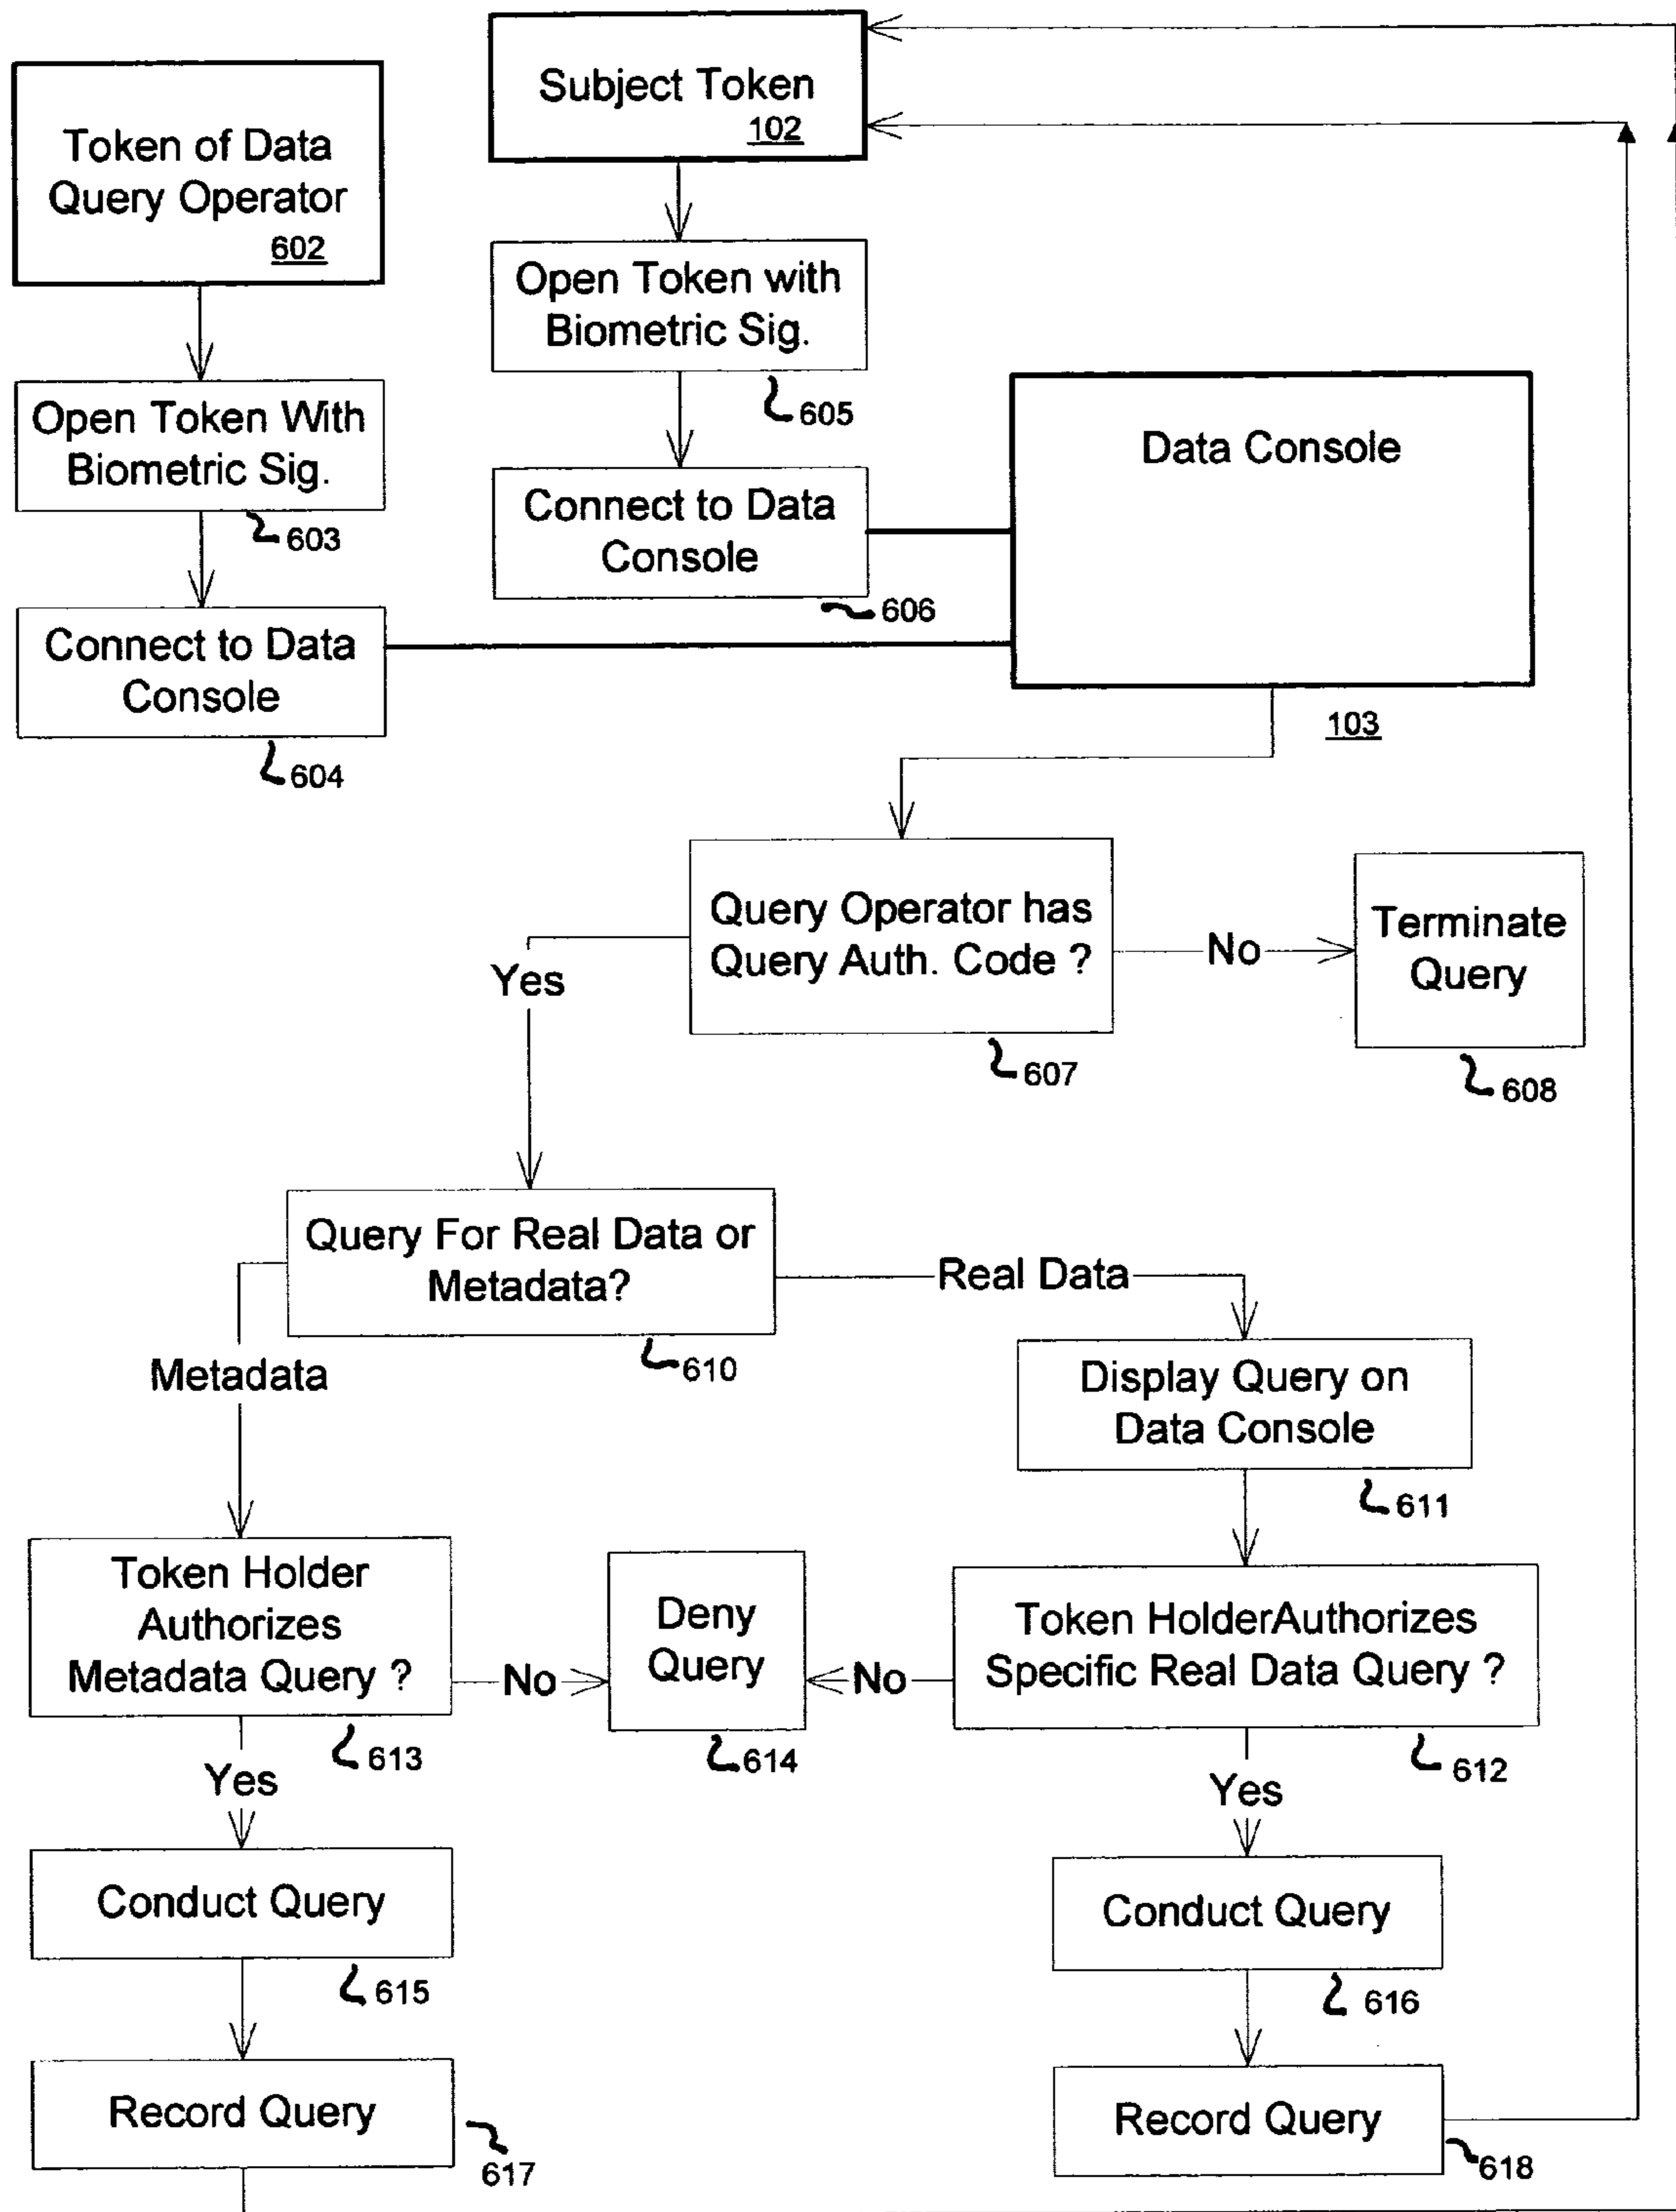 Subject Token
102
Token of Data
Query Operator
602
Open Token with
Biometric Sig.
605
Open Token With
Biometric Sig.
603
Data Console
103
Connect to Data
Console
606
Connect to Data
Console
604
Query Operator has
Query Auth. Code ?
607
No
Terminate
Query
608
Yes
Query For Real Data or
Metadata?
610
Real Data
Metadata
Display Query on
Data Console
611
Token Holder
Authorizes
Metadata Query ?
613
No
Deny
Query
614
No
Token HolderAuthorizes
Specific Real Data Query ?
612
Yes
Yes
Conduct Query
615
Conduct Query
616
Record Query
617
Record Query
618